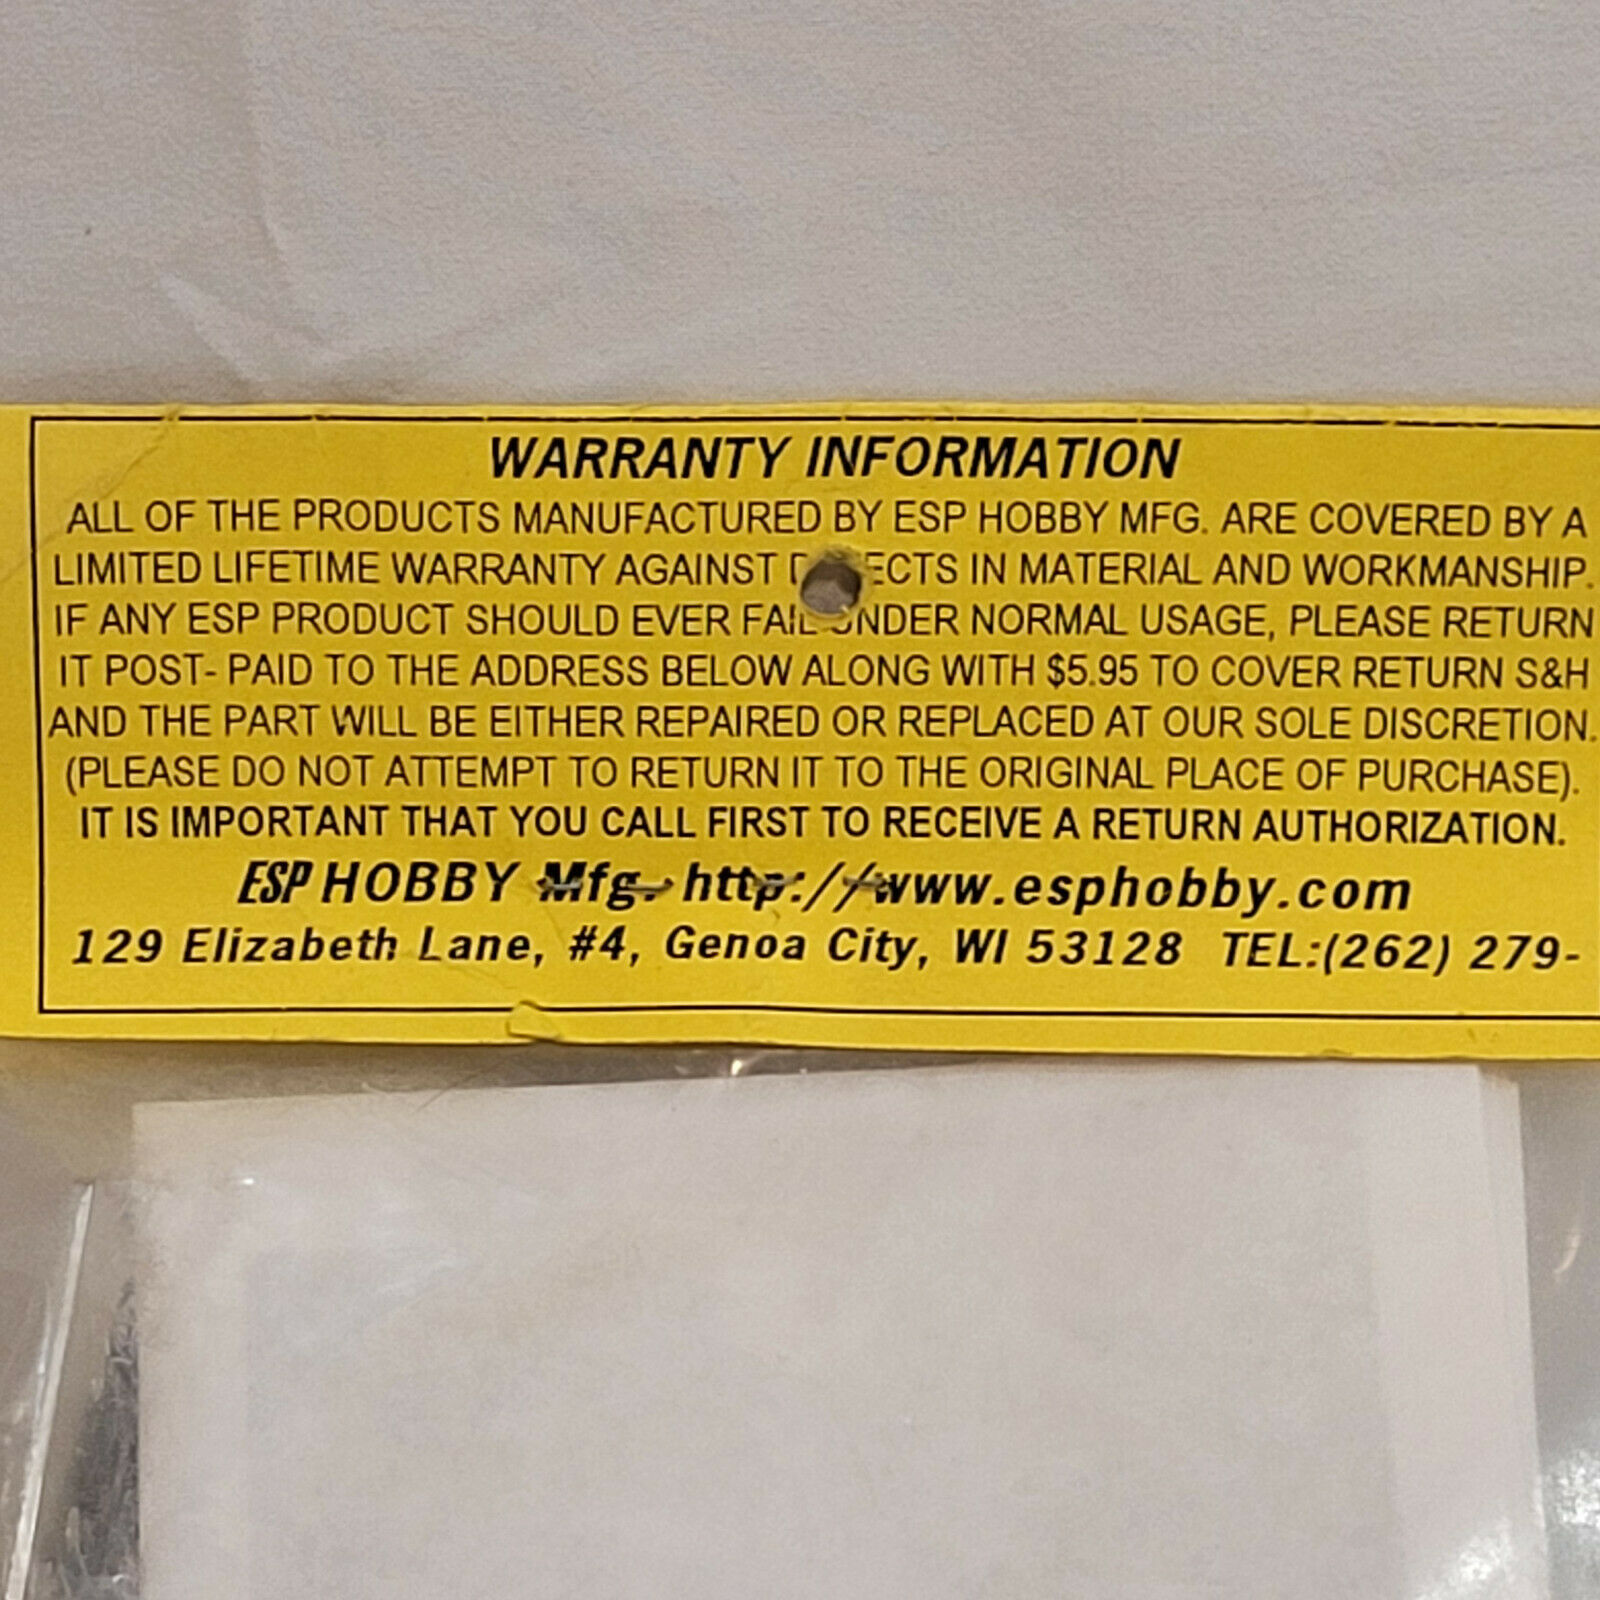 WARRANTY INFORMATION
ALL OF THE PRODUCTS MANUFACTURED BY ESP HOBBY MFG. ARE COVERED BY A
LIMITED LIFETIME WARRANTY AGAINST DEFECTS IN MATERIAL AND WORKMANSHIP.
IF ANY ESP PRODUCT SHOULD EVER FAIL UNDER NORMAL USAGE, PLEASE RETURN
IT POST- PAID TO THE ADDRESS BELOW ALONG WITH $5.95 TO COVER RETURN S&H
AND THE PART WILL BE EITHER REPAIRED OR REPLACED AT OUR SOLE DISCRETION.
(PLEASE DO NOT ATTEMPT TO RETURN IT TO THE ORIGINAL PLACE OF PURCHASE).
IT IS IMPORTANT THAT YOU CALL FIRST TO RECEIVE A RETURN AUTHORIZATION.
ESP HOBBY Mfg. http://www.esphobby.com
129 Elizabeth Lane, #4, Genoa City, WI 53128 TEL:(262) 279-